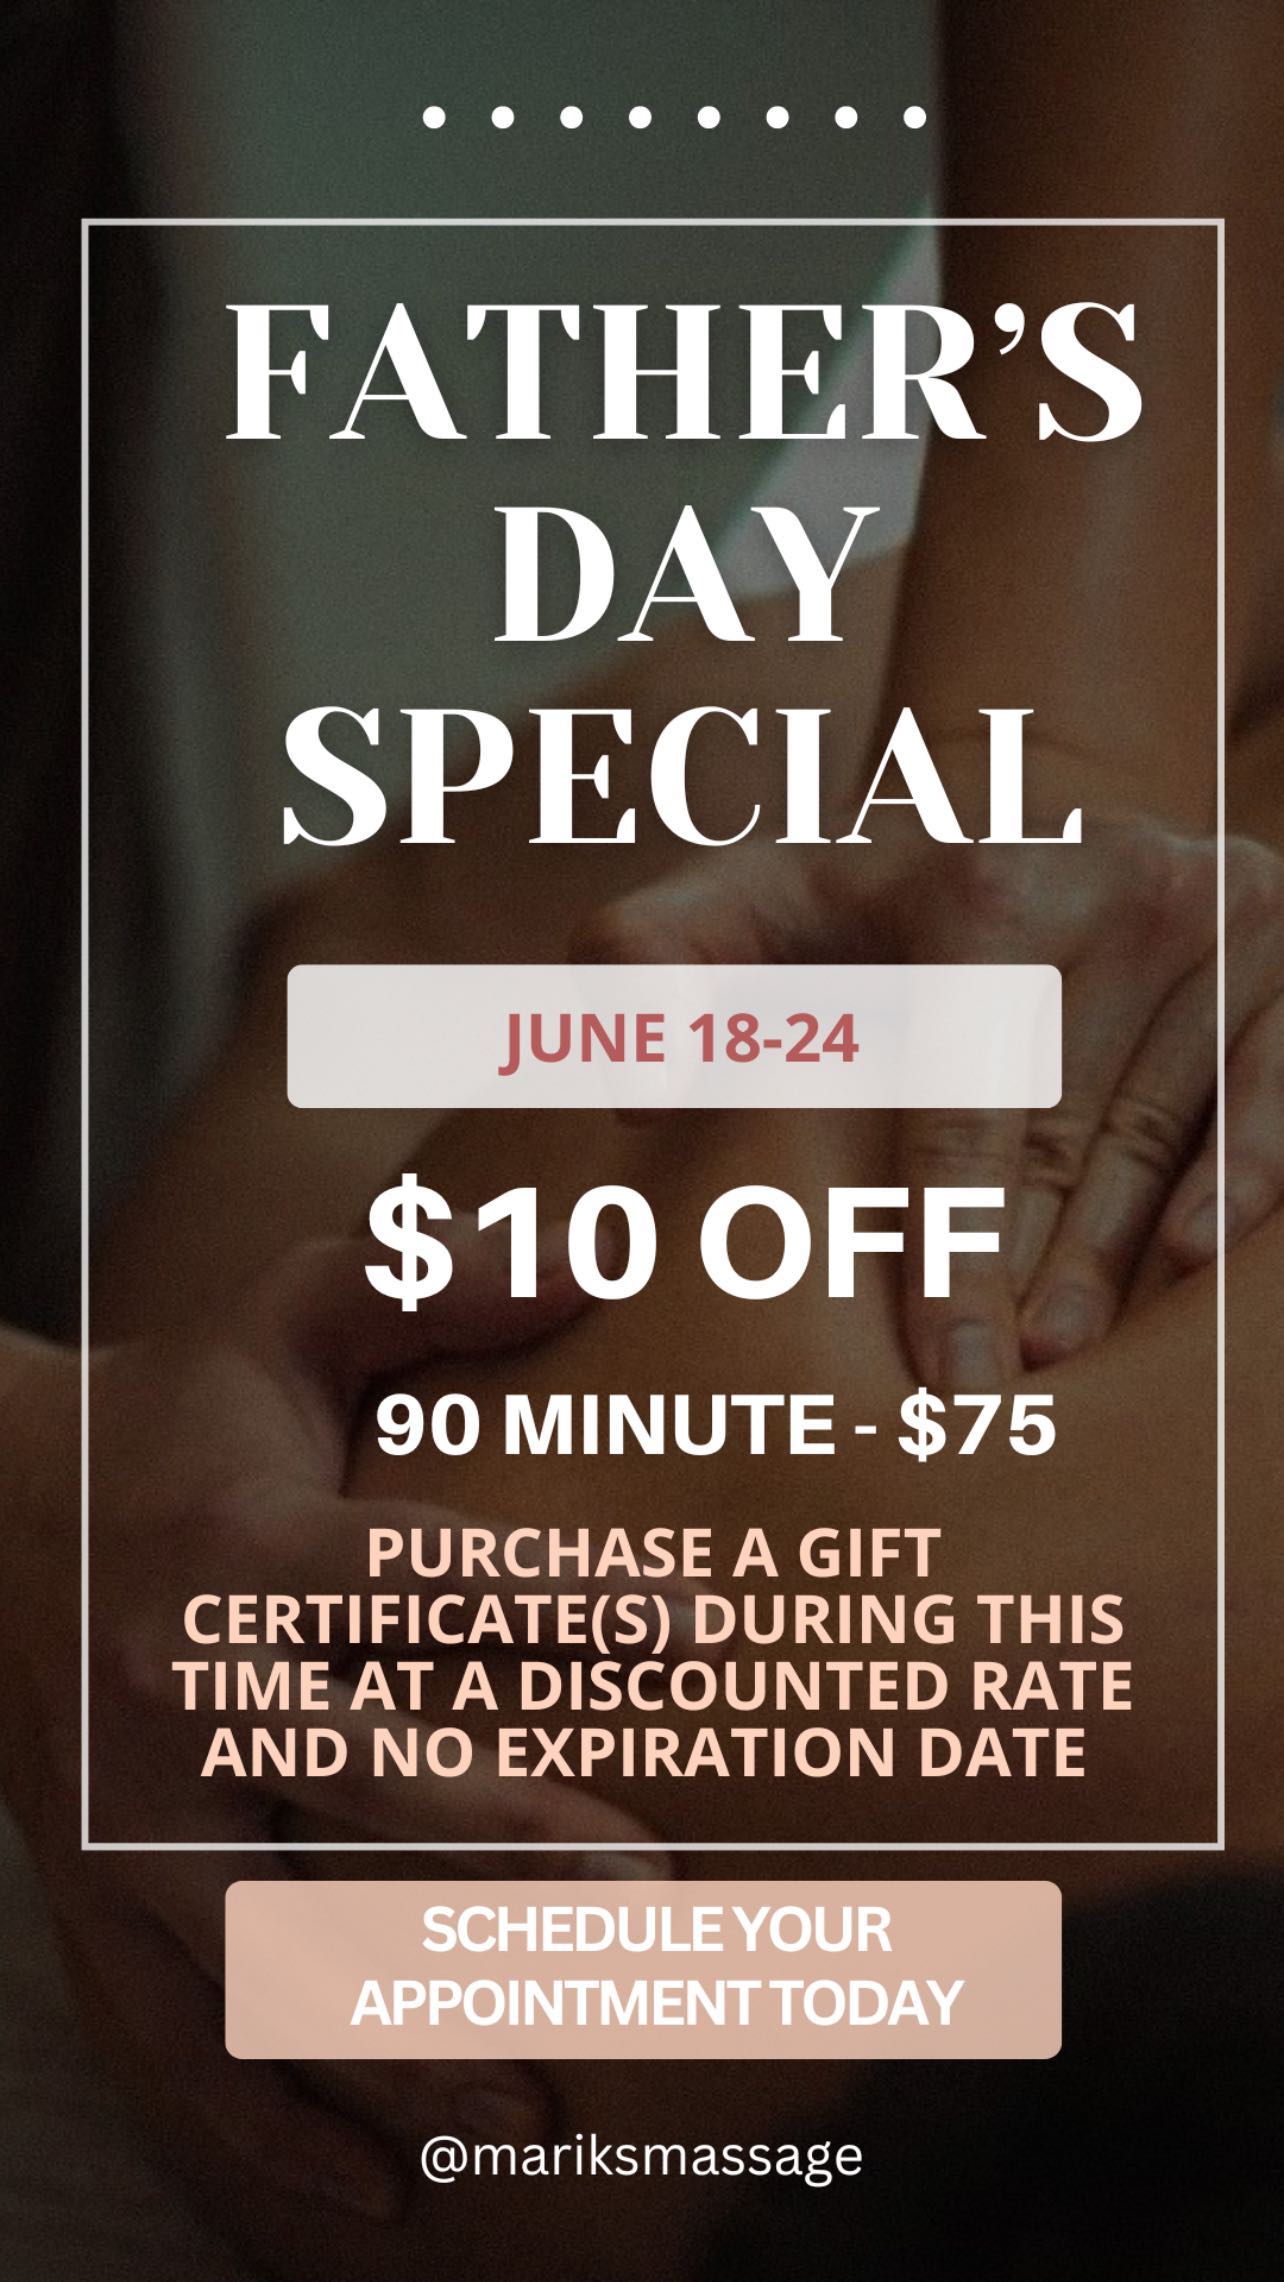 FATHER’S
DAY
SPECIAL
JUNE 18-24
$10 OFF
90 MINUTE - $75
PURCHASE A GIFT
CERTIFICATE(S) DURING THIS
TIME AT A DISCOUNTED RATE
AND NO EXPIRATION DATE
SCHEDULE YOUR
APPOINTMENT TODAY
@mariksmassage